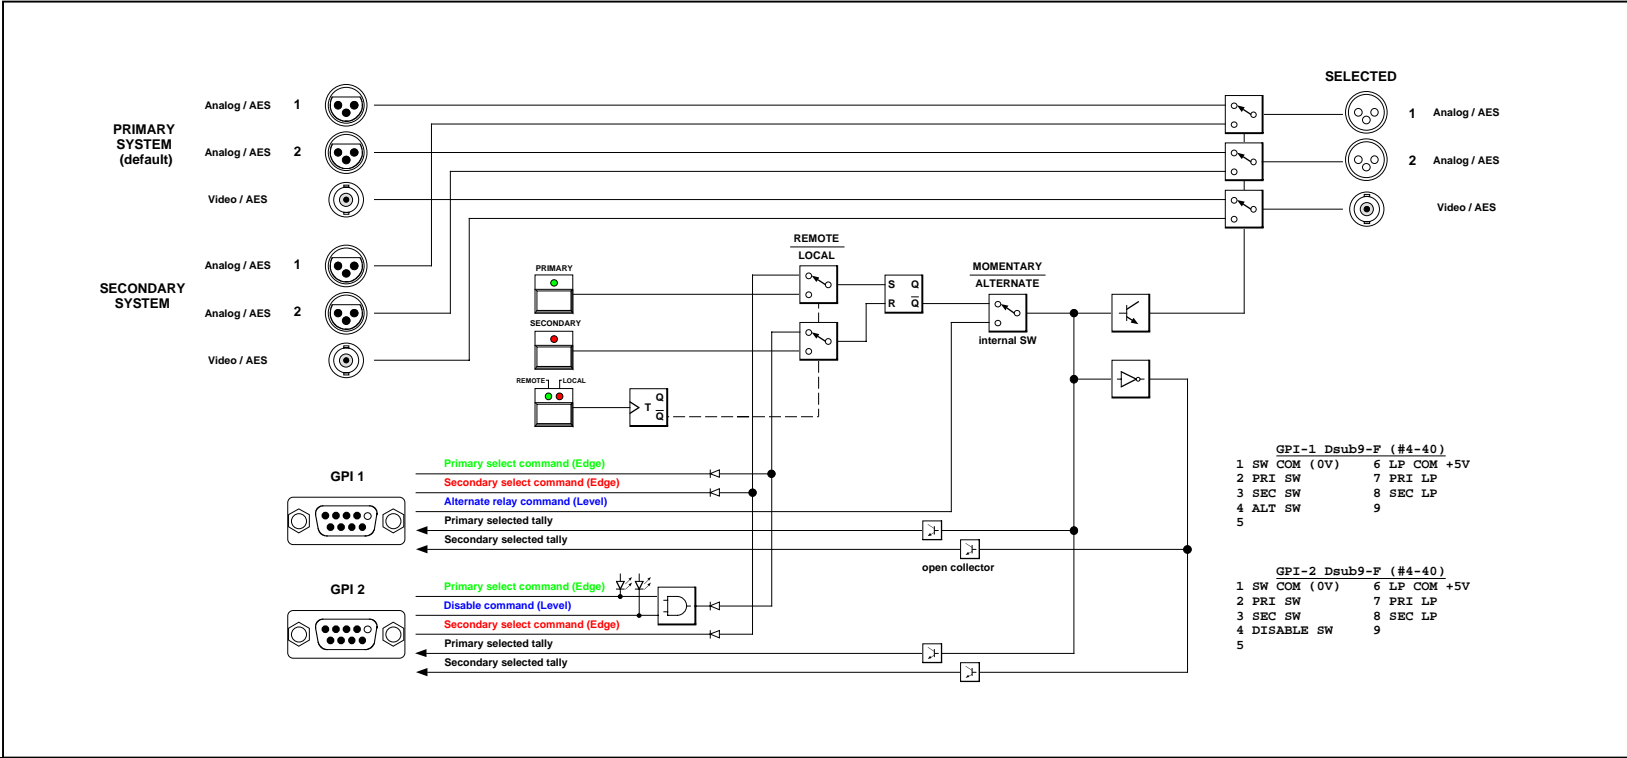 SELECTED
PRIMARY
SYSTEM
(default)
Analog / AES 1
Analog / AES 2
Video / AES
1 Analog / AES
2 Analog / AES
Video / AES
SECONDARY
SYSTEM
Analog / AES 1
Analog / AES 2
Video / AES
REMOTE
LOCAL
PRIMARY
SECONDARY
REMOTE LOCAL
T Q
Q
S Q
R Q
MOMENTARY
ALTERNATE
internal SW
GPI 1
Primary select command (Edge)
Secondary select command (Edge)
Alternate relay command (Level)
Primary selected tally
Secondary selected tally
open collector
GPI 2
Primary select command (Edge)
Disable command (Level)
Secondary select command (Edge)
Primary selected tally
Secondary selected tally
GPI-1 Dsub9-F (#4-40)
1 SW COM (0V) 6 LP COM +5V
2 PRI SW 7 PRI LP
3 SEC SW 8 SEC LP
4 ALT SW 9
5
GPI-2 Dsub9-F (#4-40)
1 SW COM (0V) 6 LP COM +5V
2 PRI SW 7 PRI LP
3 SEC SW 8 SEC LP
4 DISABLE SW 9
5